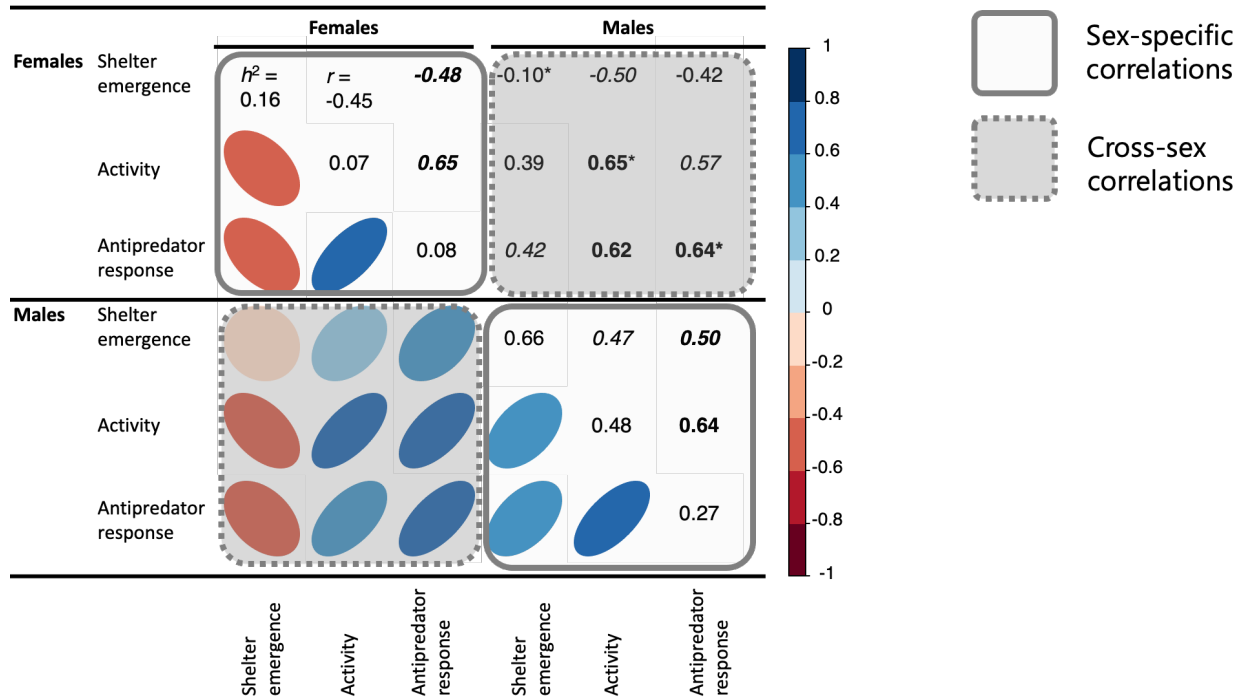 Females Males
Females Shelter emergence h² = 0.16 r = -0.45 -0.48 -0.10* -0.50 -0.42
Activity 0.07 0.65 0.39 0.65* 0.57
Antipredator response 0.08 0.42 0.62 0.64*
Males Shelter emergence 0.66 0.47 0.50
Activity 0.48 0.64
Antipredator response 0.27
Shelter emergence
Activity
Antipredator response
Shelter emergence
Activity
Antipredator response
1
0.8
0.6
0.4
0.2
0
-0.2
-0.4
-0.6
-0.8
-1
Sex-specific
correlations
Cross-sex
correlations